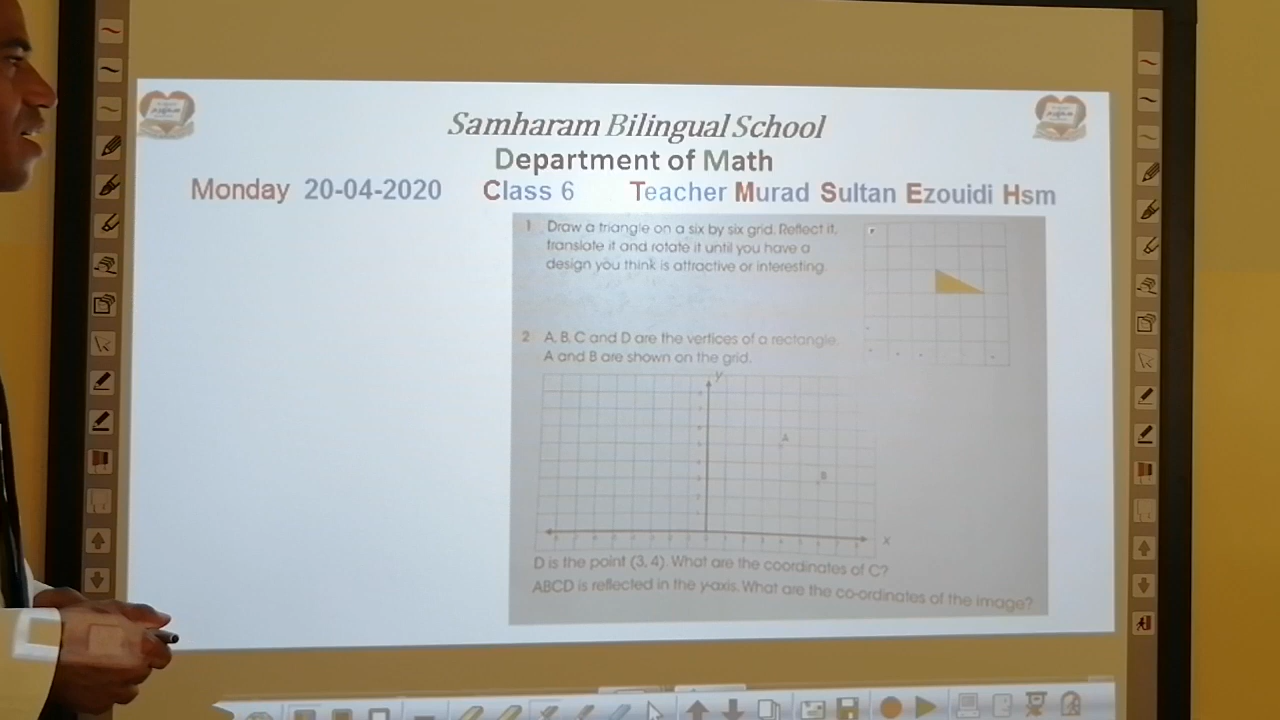 Samharam Bilingual School
Department of Math
Monday 20-04-2020 Class 6 Teacher Murad Sultan Ezouidi Hsm
1 Draw a triangle on a six by six grid. Reflect it,
translate it and rotate it until you have a
design you think is attractive or interesting.
2 A, B, C and D are the vertices of a rectangle.
A and B are shown on the grid.
y
A
B
x
D is the point (3, 4). What are the coordinates of C?
ABCD is reflected in the y-axis. What are the co-ordinates of the image?